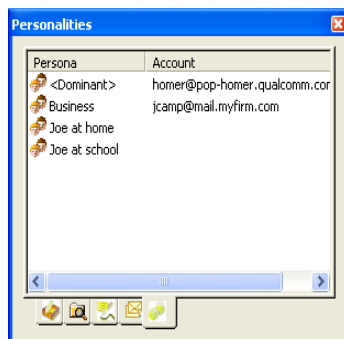 Personalities
Persona Account
<Dominant> homer@pop-homer.qualcomm.cor
Business jcamp@mail.myfirm.com
Joe at home
Joe at school